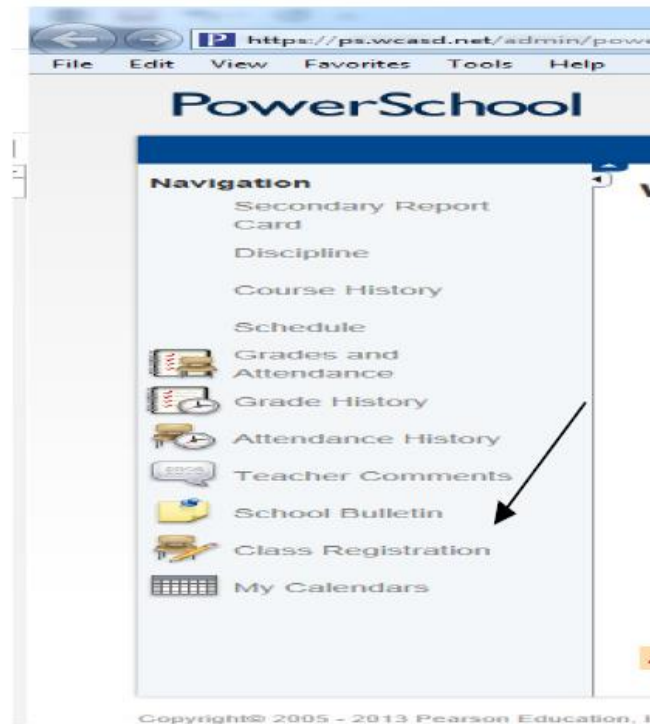 https://ps.wcasd.net/admin/powe
File Edit View Favorites Tools Help
PowerSchool
Navigation
Secondary Report
Card
Discipline
Course History
Schedule
Grades and
Attendance
Grade History
Attendance History
Teacher Comments
School Bulletin
Class Registration
My Calendars
Copyright© 2005 - 2013 Pearson Education,